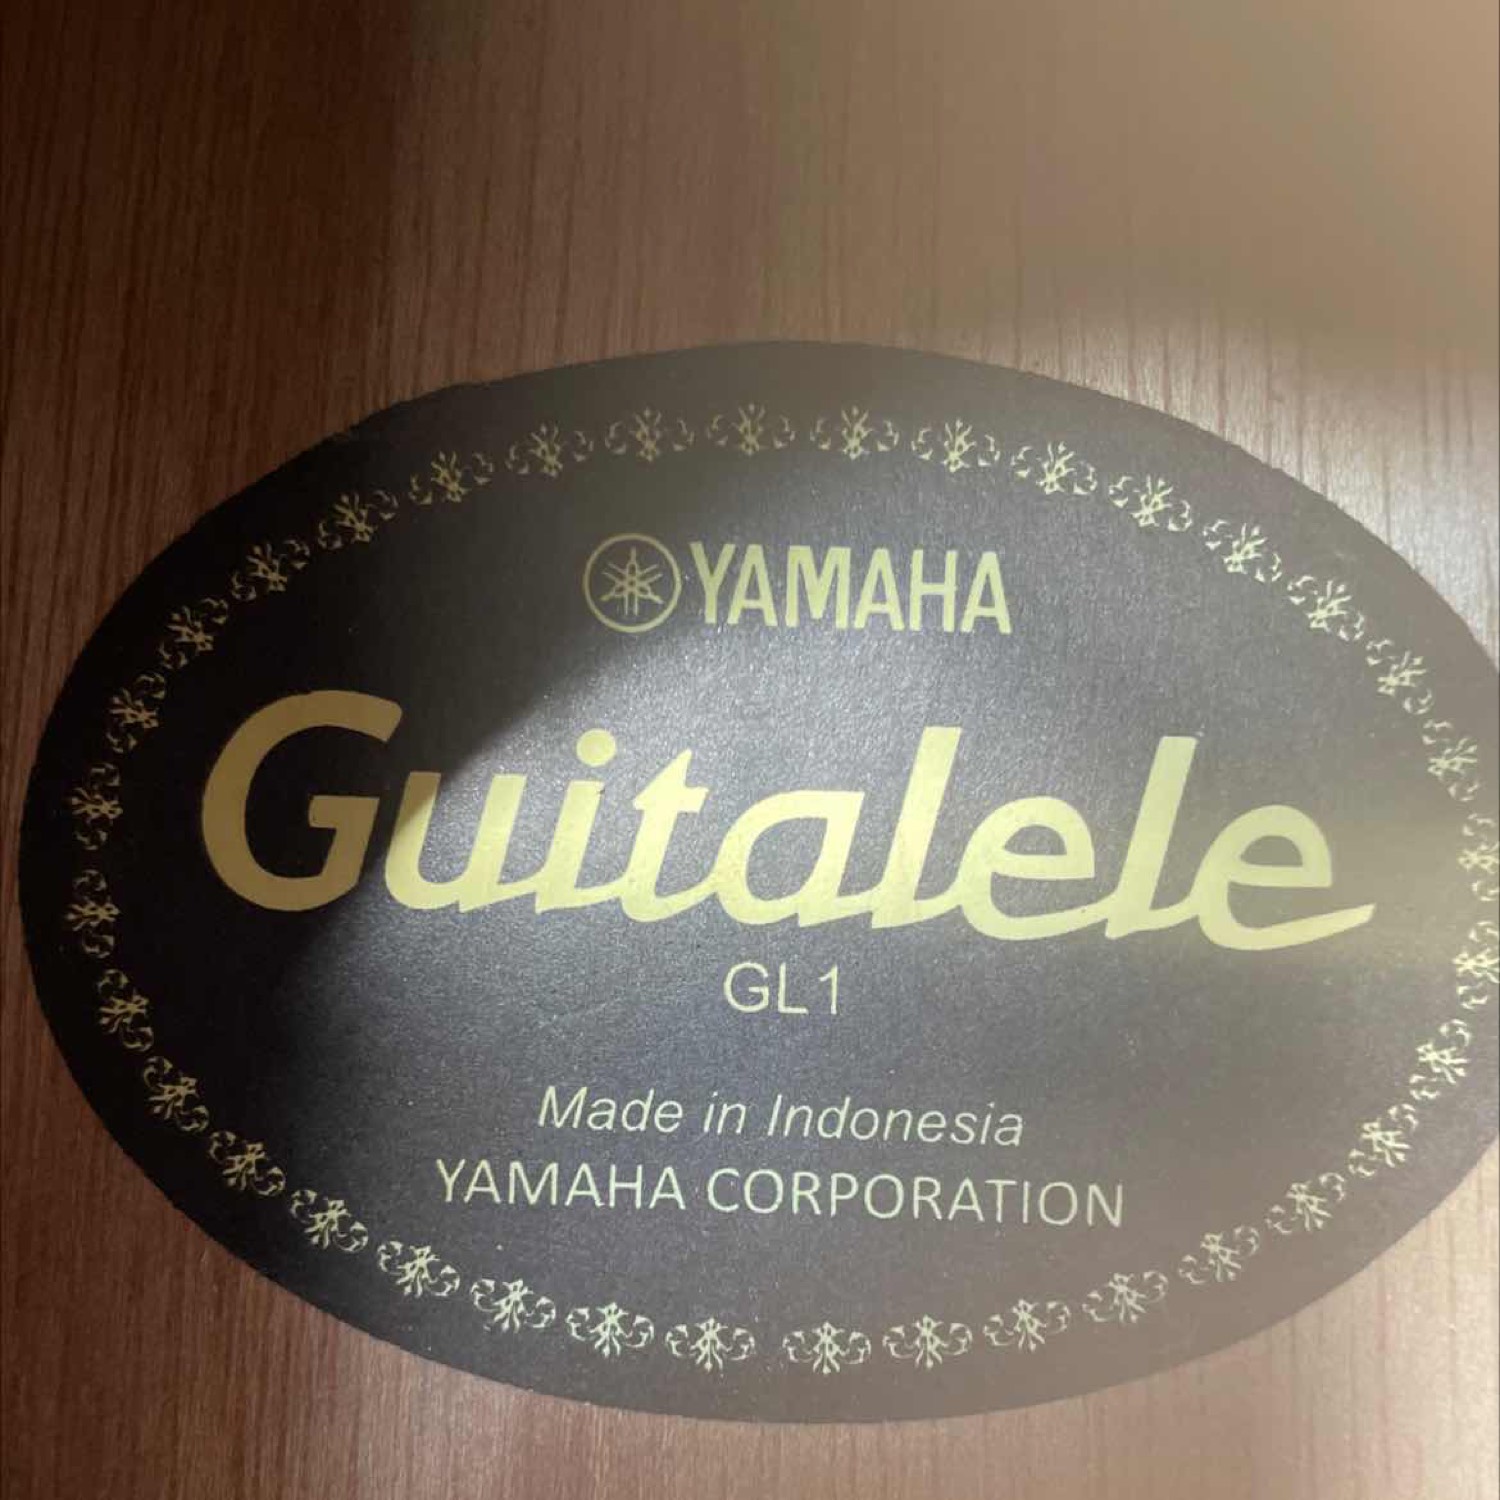 YAMAHA
Guitalele
GL1
Made in Indonesia
YAMAHA CORPORATION